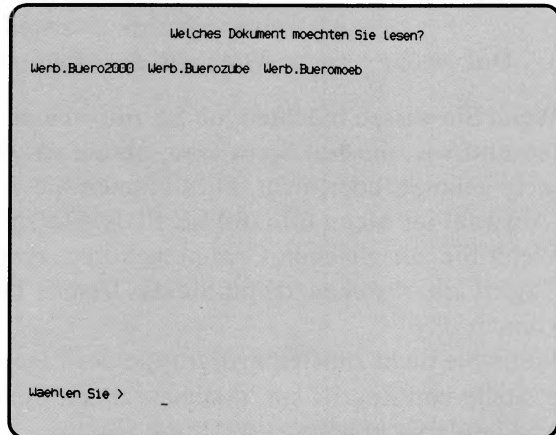 Welches Dokument moechten Sie lesen?
Werb.Buero2000 Werb.Buerozube Werb.Bueromoeb
Waehlen Sie > _